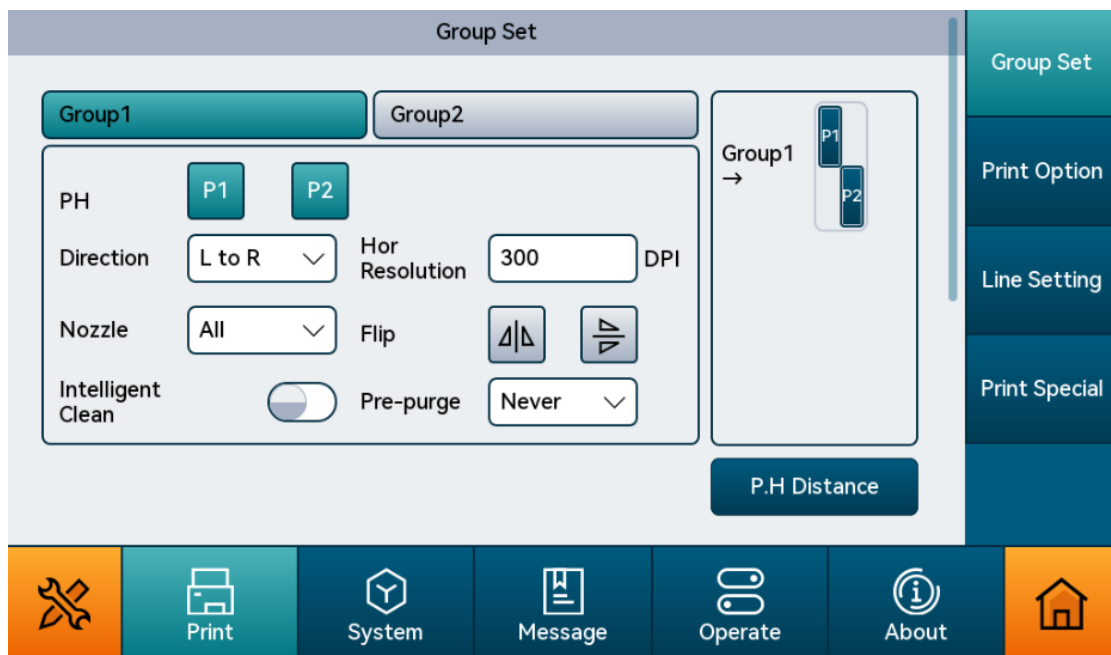 Group Set
Group Set
Print Option
Line Setting
Print Special
Group1
Group2
PH
P1
P2
Direction
L to R
Hor
Resolution
300
DPI
Nozzle
All
Flip
Intelligent
Clean
Pre-purge
Never
Group1
→
P1
P2
P.H Distance
Print
System
Message
Operate
About